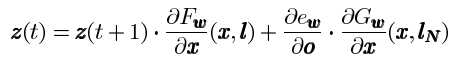 z(t) = z(t + 1) · ∂F_w/∂x (x, l) + ∂e_w/∂o · ∂G_w/∂x (x, l_N)